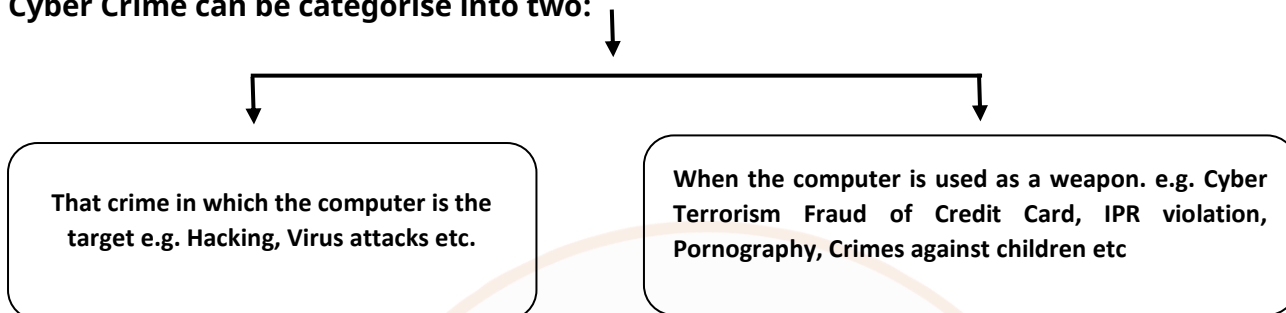 Cyber Crime can be categorise into two:
That crime in which the computer is the
target e.g. Hacking, Virus attacks etc.
When the computer is used as a weapon. e.g. Cyber
Terrorism Fraud of Credit Card, IPR violation,
Pornography, Crimes against children etc